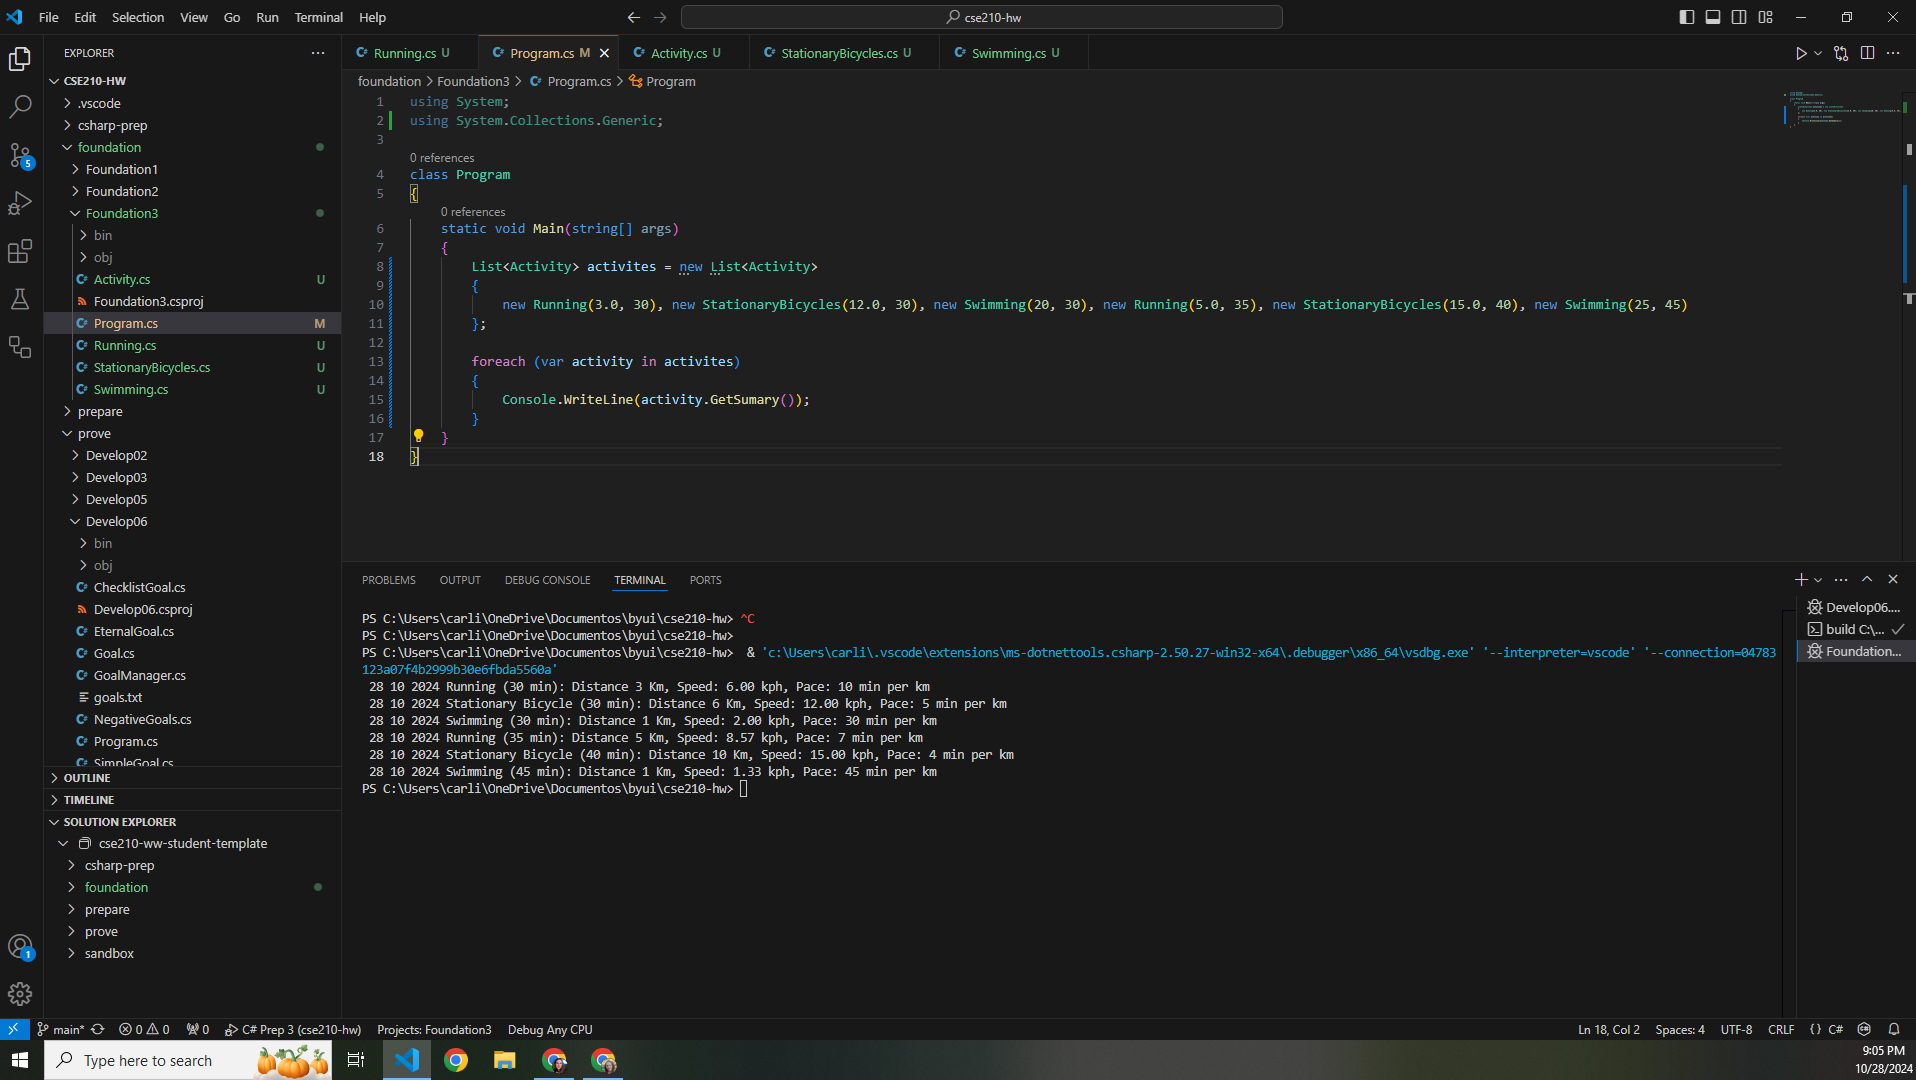 File Edit Selection View Go Run Terminal Help
cse210-hw
EXPLORER
CSE210-HW
.vscode
csharp-prep
foundation
Foundation1
Foundation2
Foundation3
bin
obj
Activity.cs U
Foundation3.csproj
Program.cs M
Running.cs U
StationaryBicycles.cs U
Swimming.cs U
prepare
prove
Develop02
Develop03
Develop05
Develop06
bin
obj
ChecklistGoal.cs
Develop06.csproj
EternalGoal.cs
Goal.cs
GoalManager.cs
goals.txt
NegativeGoals.cs
Program.cs
SimpleGoal.cs
OUTLINE
TIMELINE
SOLUTION EXPLORER
cse210-ww-student-template
csharp-prep
foundation
prepare
prove
sandbox
5
1
Running.cs U Program.cs M Activity.cs U StationaryBicycles.cs U Swimming.cs U
foundation > Foundation3 > Program.cs > Program
1 using System;
2 using System.Collections.Generic;
3
0 references
4 class Program
5 {
0 references
6 static void Main(string[] args)
7 {
8 List<Activity> activites = new List<Activity>
9 {
10 new Running(3.0, 30), new StationaryBicycles(12.0, 30), new Swimming(20, 30), new Running(5.0, 35), new StationaryBicycles(15.0, 40), new Swimming(25, 45)
11 };
12
13 foreach (var activity in activites)
14 {
15 Console.WriteLine(activity.GetSumary());
16 }
17 }
18 }
PROBLEMS OUTPUT DEBUG CONSOLE TERMINAL PORTS
PS C:\Users\carli\OneDrive\Documentos\byui\cse210-hw> ^C
PS C:\Users\carli\OneDrive\Documentos\byui\cse210-hw>
PS C:\Users\carli\OneDrive\Documentos\byui\cse210-hw> & 'c:\Users\carli\.vscode\extensions\ms-dotnettools.csharp-2.50.27-win32-x64\.debugger\x86_64\vsdbg.exe' '--interpreter=vscode' '--connection=04783
123a07f4b2999b30e6fbda5560a'
28 10 2024 Running (30 min): Distance 3 Km, Speed: 6.00 kph, Pace: 10 min per km
28 10 2024 Stationary Bicycle (30 min): Distance 6 Km, Speed: 12.00 kph, Pace: 5 min per km
28 10 2024 Swimming (30 min): Distance 1 Km, Speed: 2.00 kph, Pace: 30 min per km
28 10 2024 Running (35 min): Distance 5 Km, Speed: 8.57 kph, Pace: 7 min per km
28 10 2024 Stationary Bicycle (40 min): Distance 10 Km, Speed: 15.00 kph, Pace: 4 min per km
28 10 2024 Swimming (45 min): Distance 1 Km, Speed: 1.33 kph, Pace: 45 min per km
PS C:\Users\carli\OneDrive\Documentos\byui\cse210-hw>
Develop06....
build C:\...
Foundation...
main* 0 0 0 C# Prep 3 (cse210-hw) Projects: Foundation3 Debug Any CPU
Ln 18, Col 2 Spaces: 4 UTF-8 CRLF {} C#
Type here to search
9:05 PM
10/28/2024